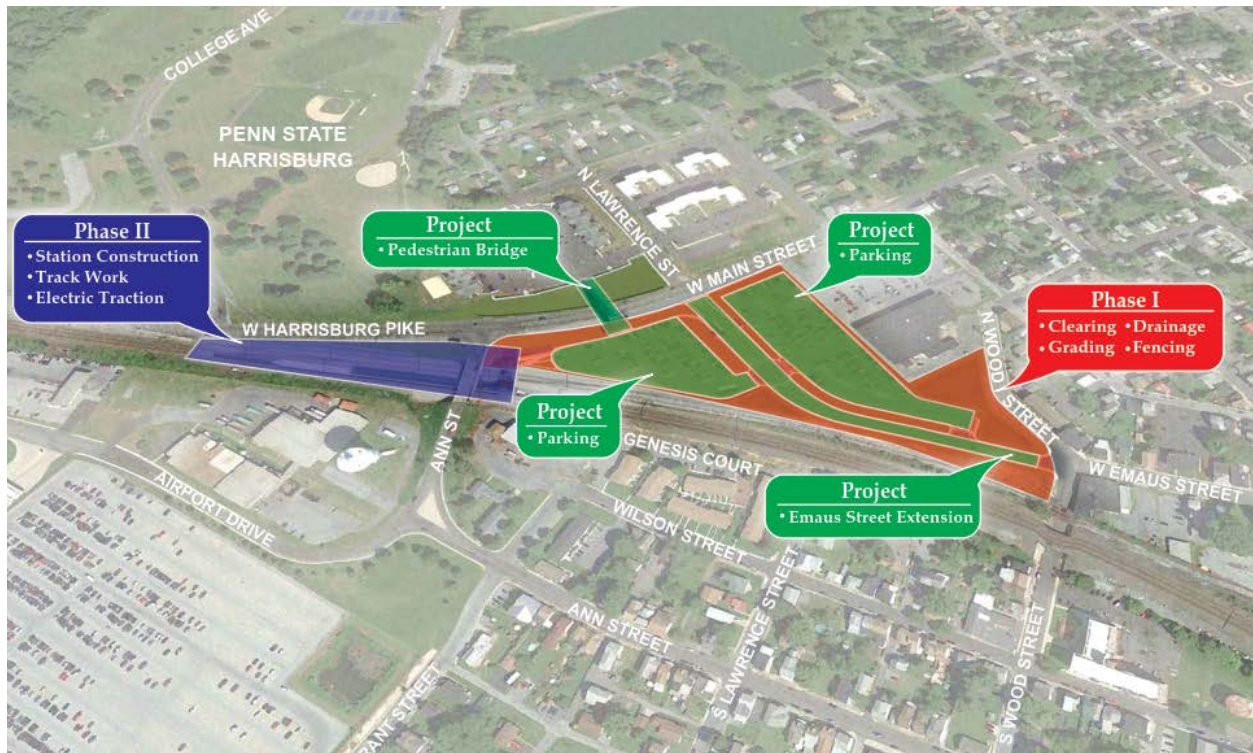 COLLEGE AVE
PENN STATE
HARRISBURG
N LAWRENCE ST
Phase II
• Station Construction
• Track Work
• Electric Traction
Project
• Pedestrian Bridge
Project
• Parking
W MAIN STREET
Phase I
• Clearing • Drainage
• Grading • Fencing
N WOOD STREET
W HARRISBURG PIKE
Project
• Parking
ANN ST
GENESIS COURT
W EMAUS STREET
Project
• Emaus Street Extension
AIRPORT DRIVE
WILSON STREET
ANN STREET
S LAWRENCE STREET
S WOOD STREET
RANT STREET